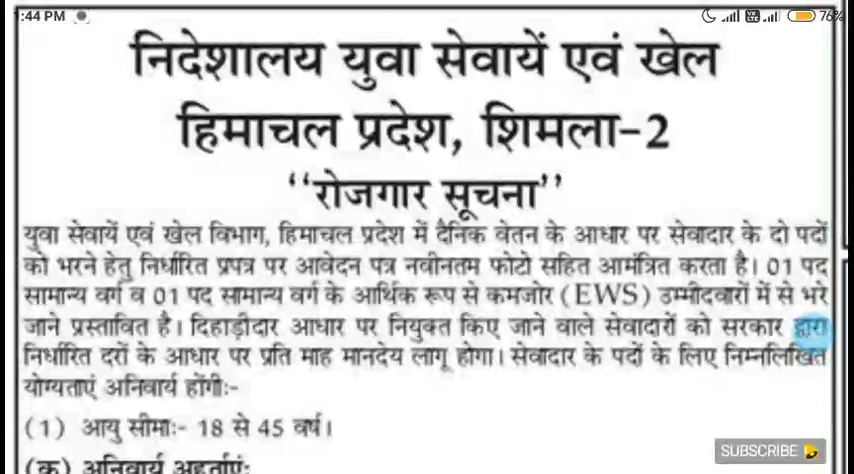 :44 PM
76%
निदेशालय युवा सेवायें एवं खेल
हिमाचल प्रदेश, शिमला-2
‘‘रोजगार सूचना’’
युवा सेवायें एवं खेल विभाग, हिमाचल प्रदेश में दैनिक वेतन के आधार पर सेवादार के दो पदों
को भरने हेतु निर्धारित प्रपत्र पर आवेदन पत्र नवीनतम फोटो सहित आमंत्रित करता है। 01 पद
सामान्य वर्ग व 01 पद सामान्य वर्ग के आर्थिक रूप से कमजोर (EWS) उम्मीदवारों में से भरे
जाने प्रस्तावित है। दिहाड़ीदार आधार पर नियुक्त किए जाने वाले सेवादारों को सरकार द्वारा
निर्धारित दरों के आधार पर प्रति माह मानदेय लागू होगा। सेवादार के पदों के लिए निम्नलिखित
योग्यताएं अनिवार्य होंगी:-
(1) आयु सीमाः- 18 से 45 वर्ष।
(क) अनिवार्य अहर्ताएंः
SUBSCRIBE